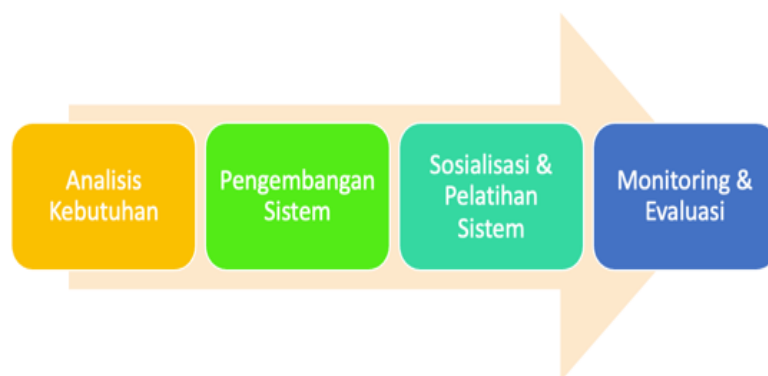 Analisis
Kebutuhan
Pengembangan
Sistem
Sosialisasi &
Pelatihan
Sistem
Monitoring &
Evaluasi